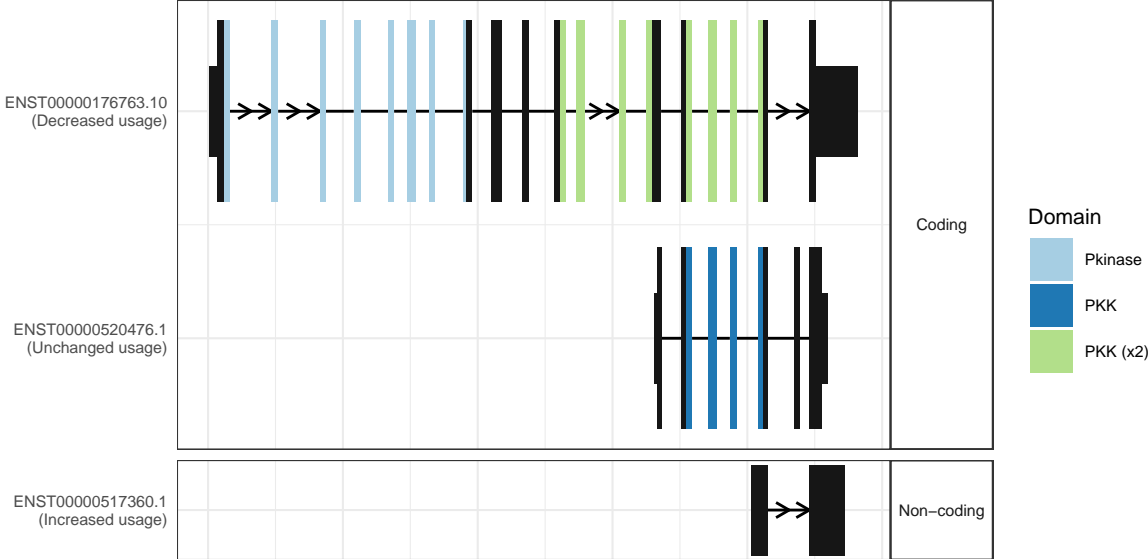 ENST00000176763.10
(Decreased usage)
ENST00000520476.1
(Unchanged usage)
ENST00000517360.1
(Increased usage)
Coding
Non−coding
Domain
Pkinase
PKK
PKK (x2)